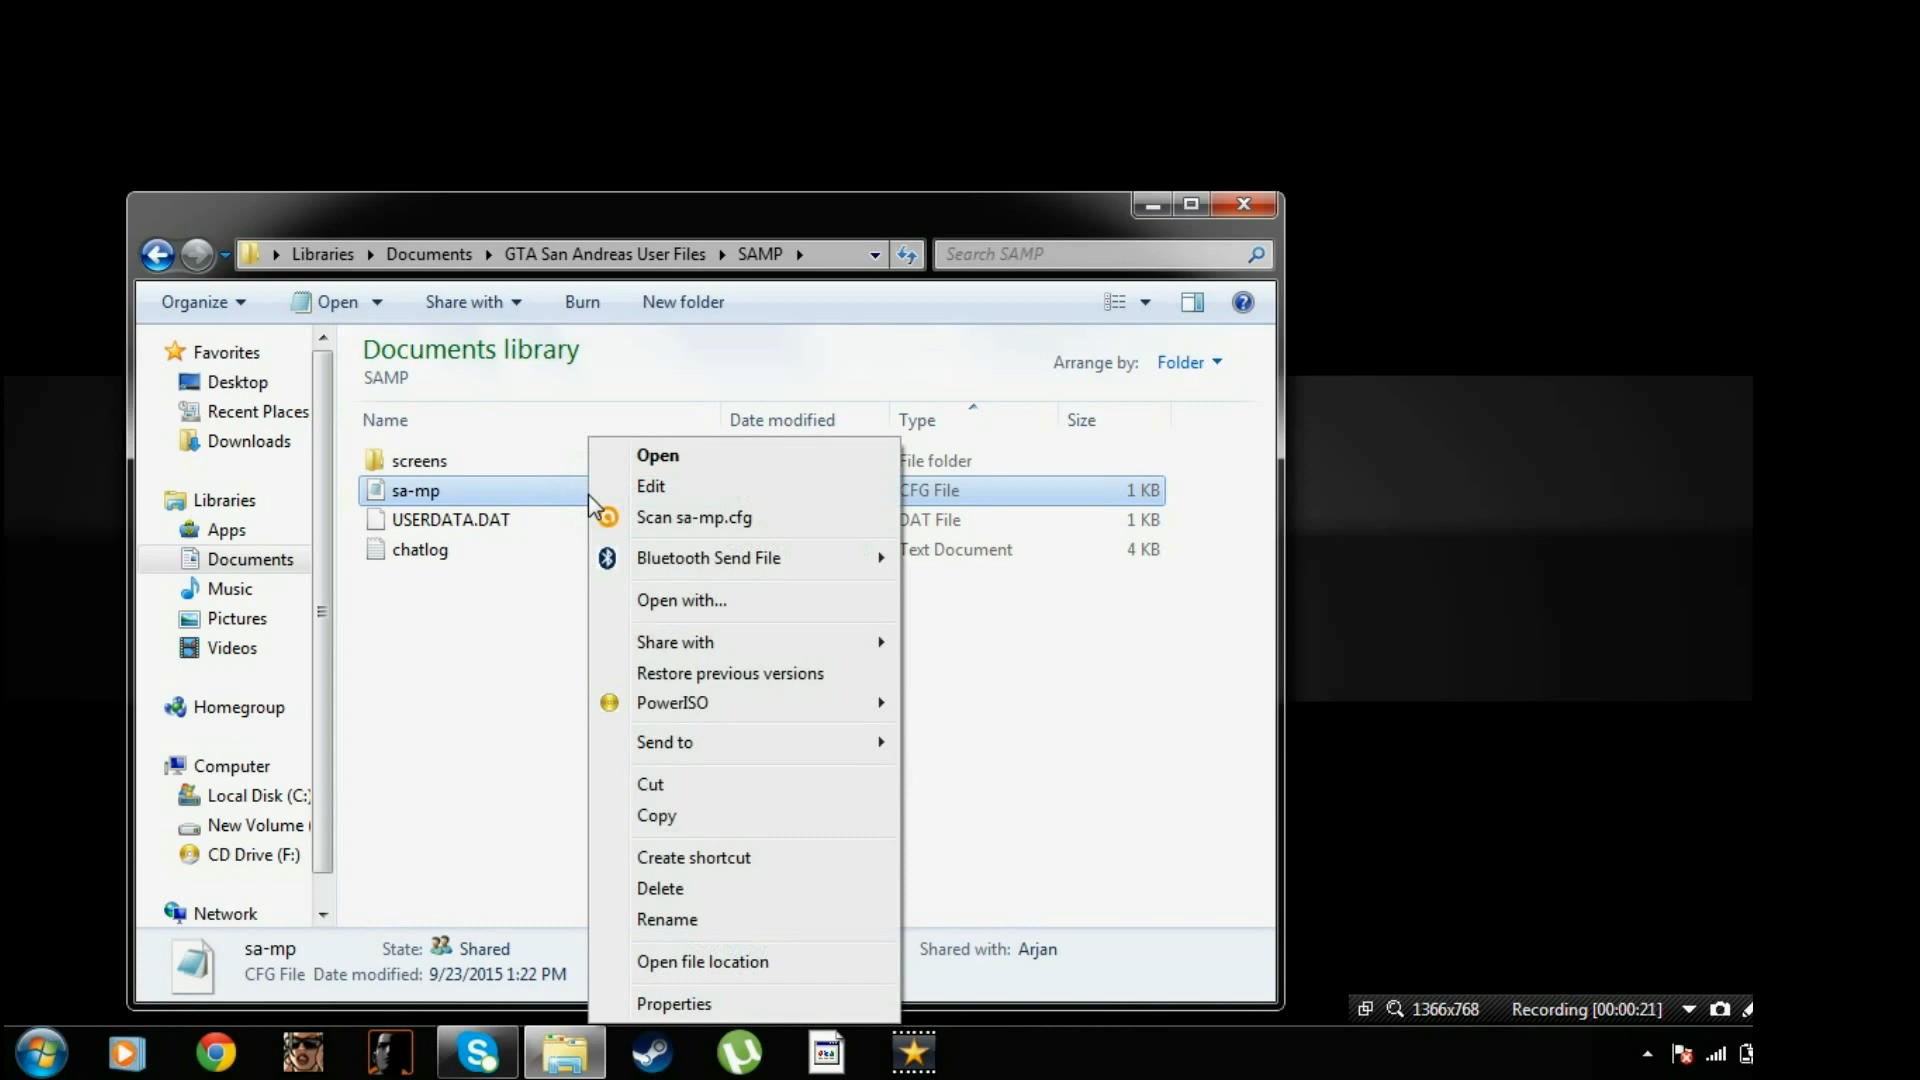 Libraries Documents GTA San Andreas User Files SAMP
Search SAMP
Organize Open Share with Burn New folder
Documents library
SAMP
Arrange by: Folder
Name Date modified Type Size
Favorites
Desktop
Recent Places
Downloads
Libraries
Apps
Documents
Music
Pictures
Videos
Homegroup
Computer
Local Disk (C:)
New Volume (
CD Drive (F:)
Network
screens File folder
sa-mp CFG File 1 KB
USERDATA.DAT DAT File 1 KB
chatlog Text Document 4 KB
Open
Edit
Scan sa-mp.cfg
Bluetooth Send File
Open with...
Share with
Restore previous versions
PowerISO
Send to
Cut
Copy
Create shortcut
Delete
Rename
Open file location
Properties
sa-mp State: Shared Shared with: Arjan
CFG File Date modified: 9/23/2015 1:22 PM
1366x768 Recording [00:00:21]